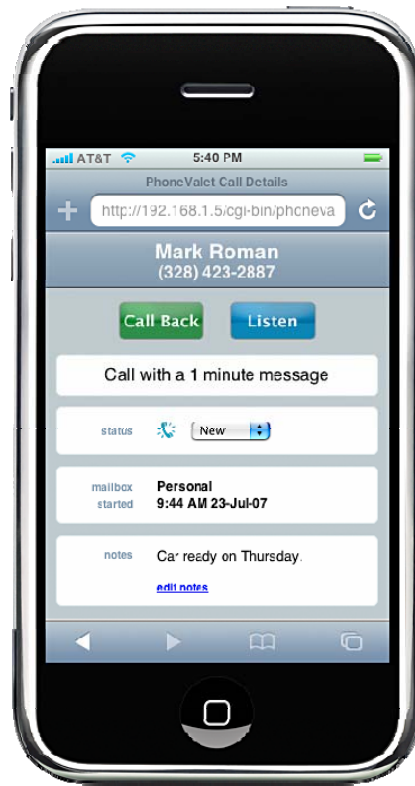 AT&T 5:40 PM
PhoneValet Call Details
http://192.168.1.5/cgi-bin/phoneva
Mark Roman
(328) 423-2887
Call Back Listen
Call with a 1 minute message
status New
mailbox Personal
started 9:44 AM 23-Jul-07
notes Car ready on Thursday.
edit notes